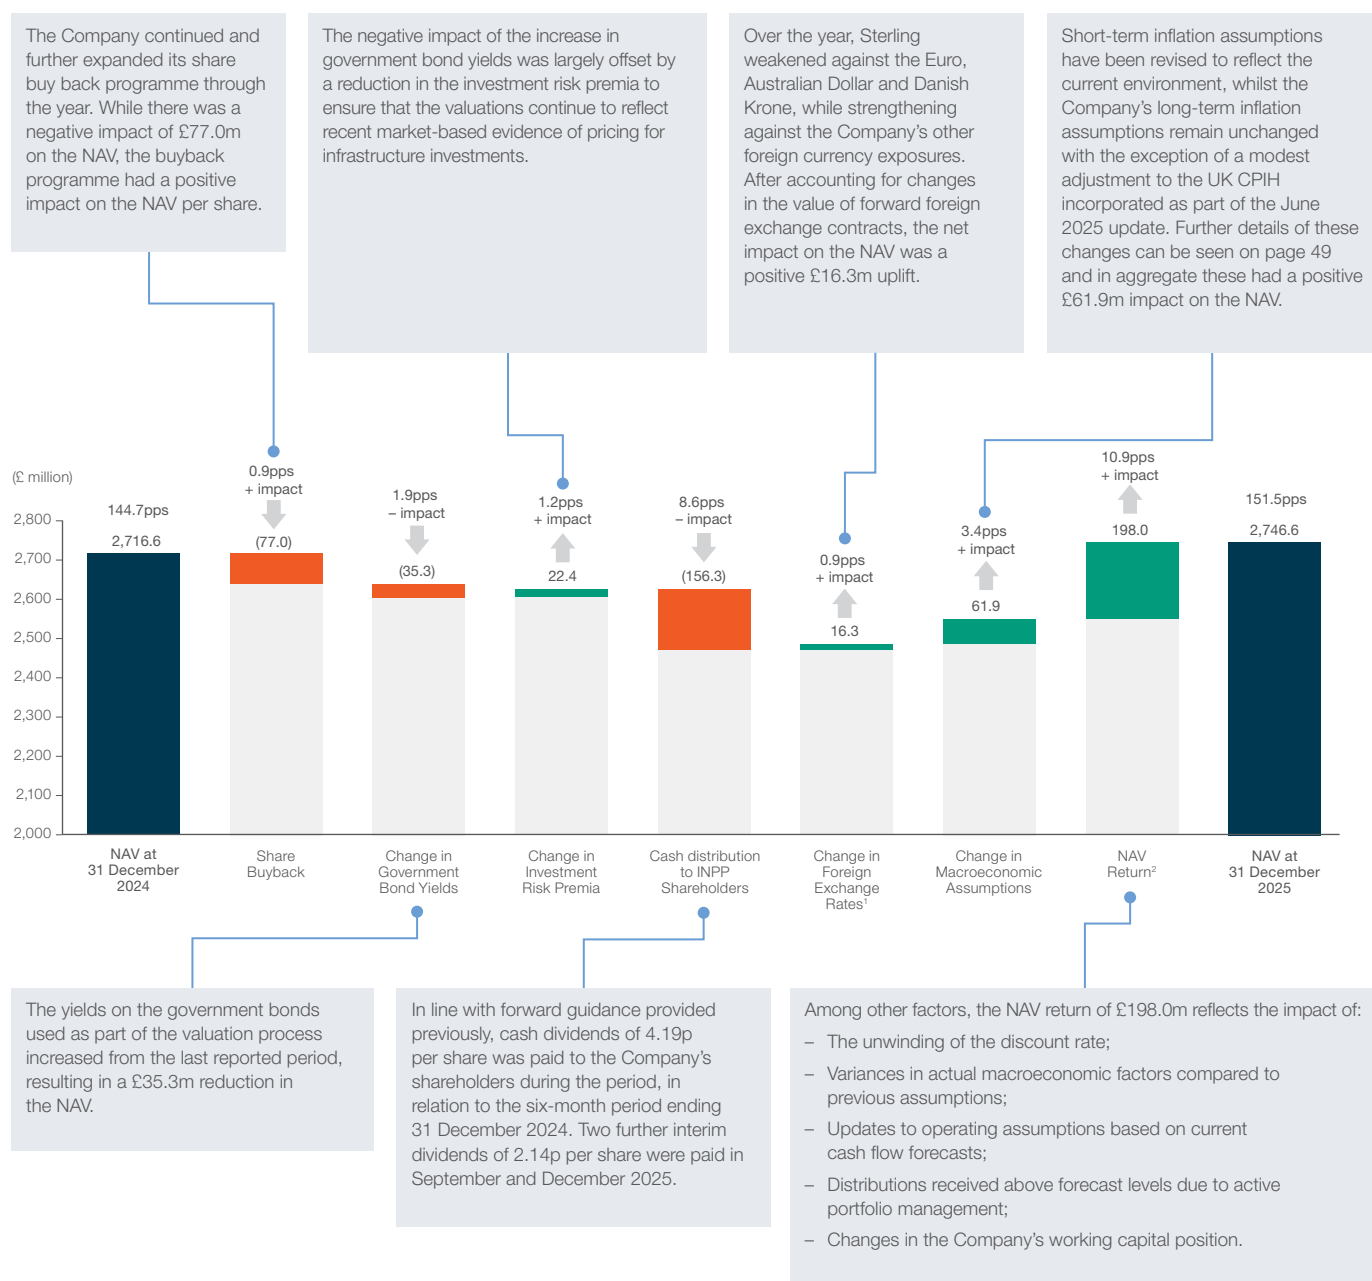 The Company continued and
further expanded its share
buy back programme through
the year. While there was a
negative impact of £77.0m
on the NAV, the buyback
programme had a positive
impact on the NAV per share.
The negative impact of the increase in
government bond yields was largely offset by
a reduction in the investment risk premia to
ensure that the valuations continue to reflect
recent market-based evidence of pricing for
infrastructure investments.
Over the year, Sterling
weakened against the Euro,
Australian Dollar and Danish
Krone, while strengthening
against the Company's other
foreign currency exposures.
After accounting for changes
in the value of forward foreign
exchange contracts, the net
impact on the NAV was a
positive £16.3m uplift.
Short-term inflation assumptions
have been revised to reflect the
current environment, whilst the
Company's long-term inflation
assumptions remain unchanged
with the exception of a modest
adjustment to the UK CPIH
incorporated as part of the June
2025 update. Further details of these
changes can be seen on page 49
and in aggregate these had a positive
£61.9m impact on the NAV.
(£ million)
2,800
2,700
2,600
2,500
2,400
2,300
2,200
2,100
2,000
144.7pps
2,716.6
0.9pps
+ impact
(77.0)
1.9pps
– impact
(35.3)
1.2pps
+ impact
22.4
8.6pps
– impact
(156.3)
0.9pps
+ impact
16.3
3.4pps
+ impact
61.9
10.9pps
+ impact
198.0
151.5pps
2,746.6
NAV at
31 December
2024
Share
Buyback
Change in
Government
Bond Yields
Change in
Investment
Risk Premia
Cash distribution
to INPP
Shareholders
Change in
Foreign
Exchange
Rates¹
Change in
Macroeconomic
Assumptions
NAV
Return²
NAV at
31 December
2025
The yields on the government bonds
used as part of the valuation process
increased from the last reported period,
resulting in a £35.3m reduction in
the NAV.
In line with forward guidance provided
previously, cash dividends of 4.19p
per share was paid to the Company's
shareholders during the period, in
relation to the six-month period ending
31 December 2024. Two further interim
dividends of 2.14p per share were paid in
September and December 2025.
Among other factors, the NAV return of £198.0m reflects the impact of:
– The unwinding of the discount rate;
– Variances in actual macroeconomic factors compared to
previous assumptions;
– Updates to operating assumptions based on current
cash flow forecasts;
– Distributions received above forecast levels due to active
portfolio management;
– Changes in the Company's working capital position.